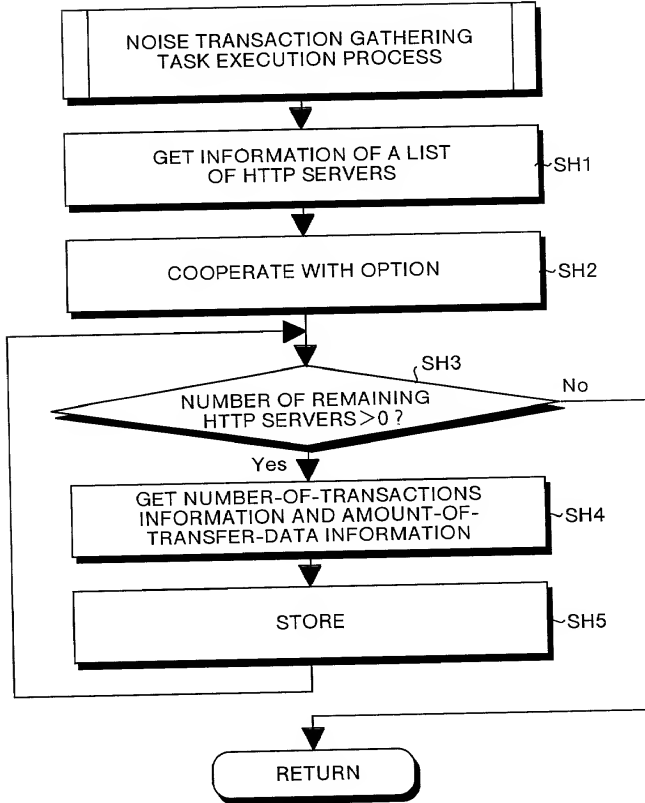 NOISE TRANSACTION GATHERING
TASK EXECUTION PROCESS
GET INFORMATION OF A LIST
OF HTTP SERVERS
SH1
COOPERATE WITH OPTION
SH2
SH3
NUMBER OF REMAINING
HTTP SERVERS>0 ?
No
Yes
GET NUMBER-OF-TRANSACTIONS
INFORMATION AND AMOUNT-OF-
TRANSFER-DATA INFORMATION
SH4
STORE
SH5
RETURN